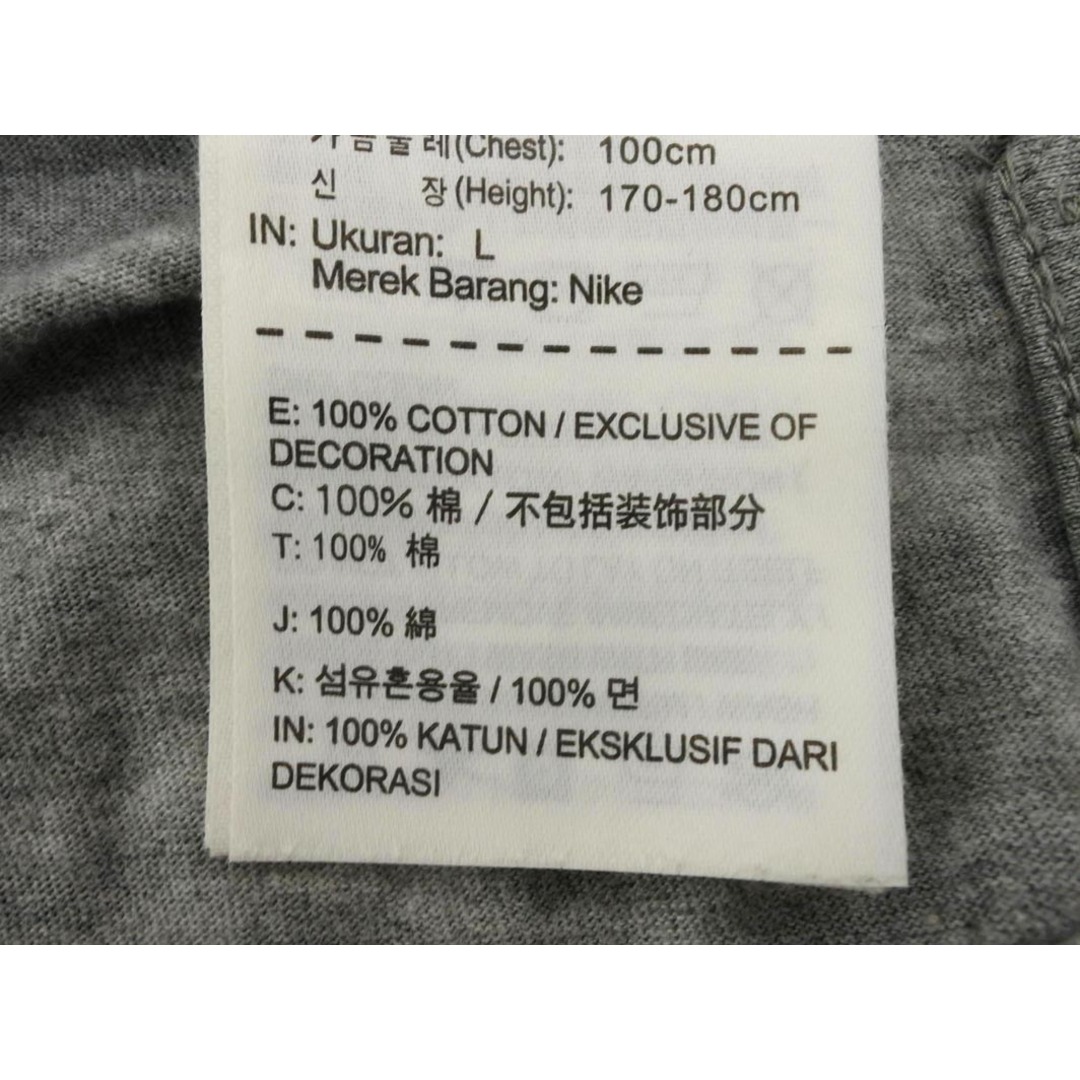 가슴둘레(Chest): 100cm
신 장 (Height): 170-180cm
IN: Ukuran: L
Merek Barang: Nike
E: 100% COTTON / EXCLUSIVE OF
DECORATION
C: 100% 棉 / 不包括装饰部分
T: 100% 棉
J: 100% 綿
K: 섬유혼용율 / 100% 면
IN: 100% KATUN / EKSKLUSIF DARI
DEKORASI